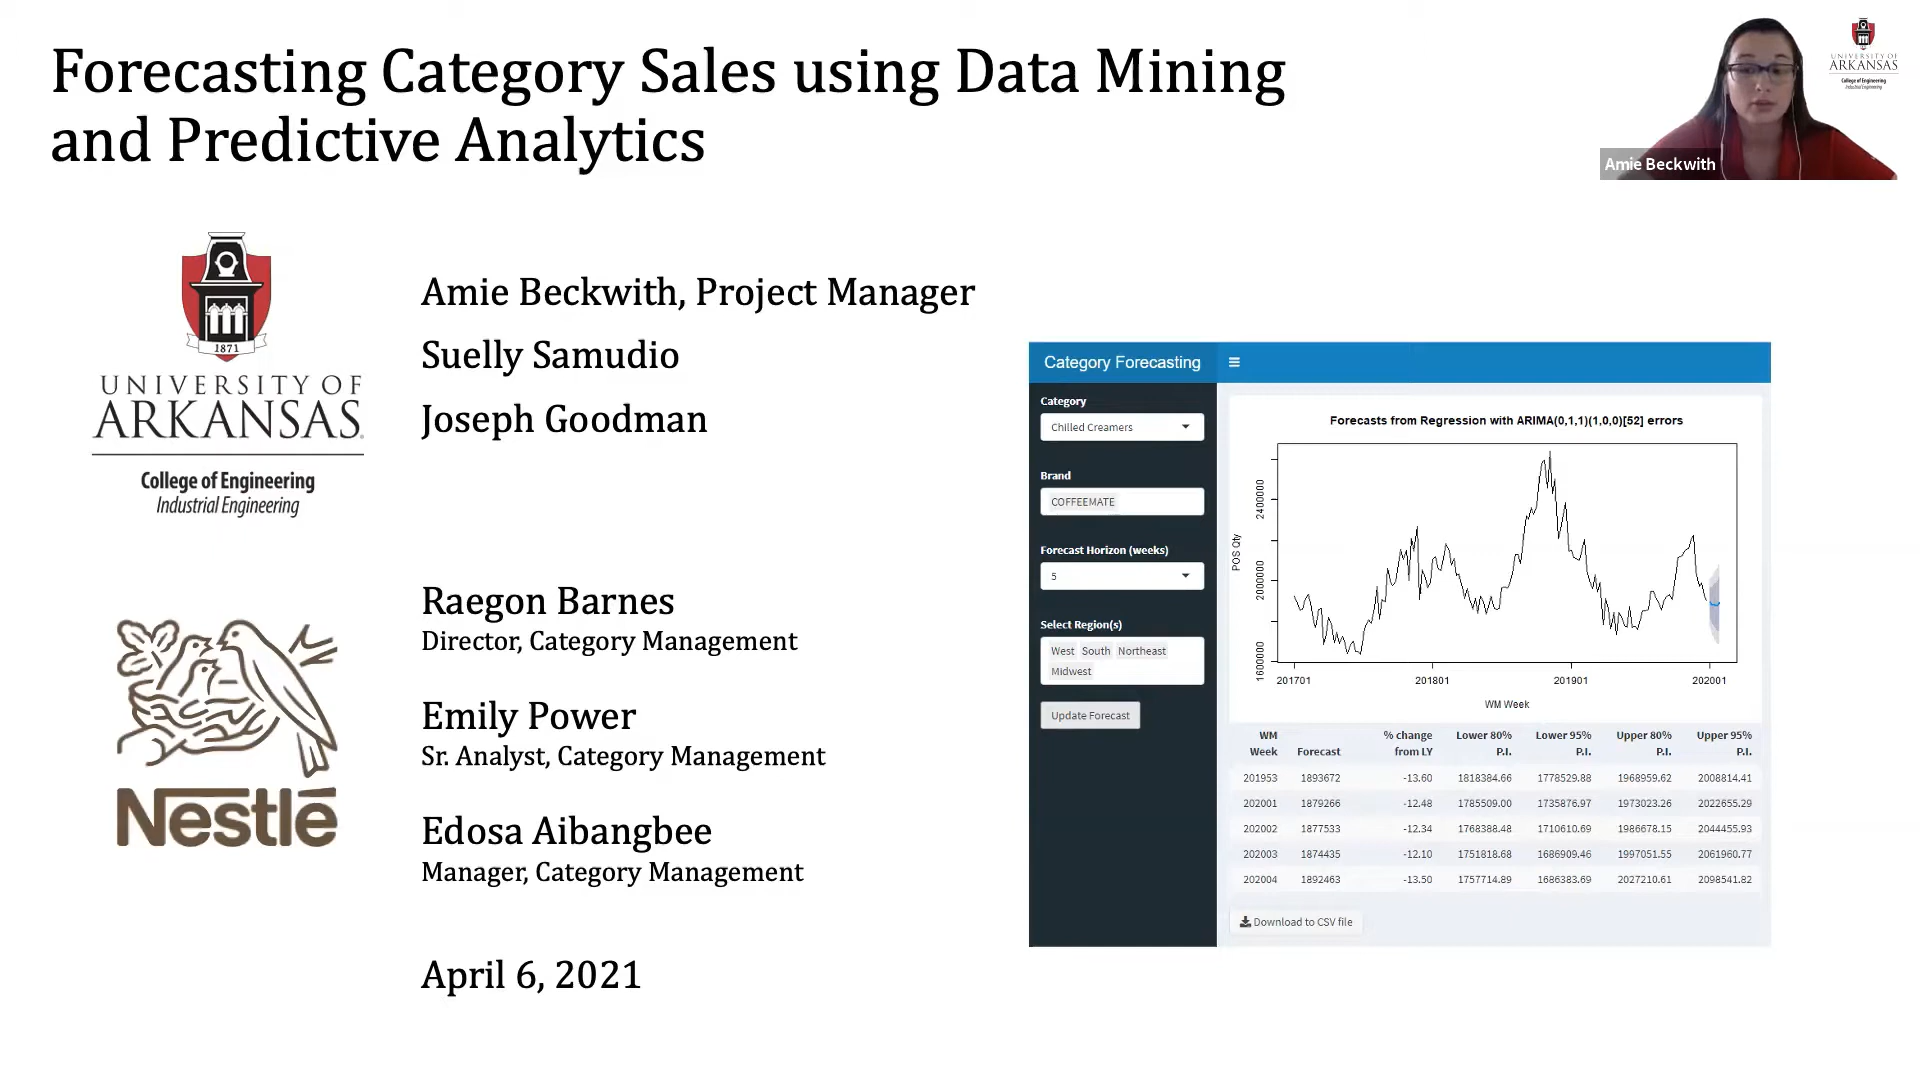 Forecasting Category Sales using Data Mining
and Predictive Analytics
UNIVERSITY OF
ARKANSAS
College of Engineering
Industrial Engineering
Amie Beckwith
1871
UNIVERSITY OF
ARKANSAS
College of Engineering
Industrial Engineering
Amie Beckwith, Project Manager
Suelly Samudio
Joseph Goodman
Nestlé
Raegon Barnes
Director, Category Management
Emily Power
Sr. Analyst, Category Management
Edosa Aibangbee
Manager, Category Management
April 6, 2021
Category Forecasting
Category
Chilled Creamers
Brand
COFFEEMATE
Forecast Horizon (weeks)
5
Select Region(s)
West South Northeast
Midwest
Update Forecast
Forecasts from Regression with ARIMA(0,1,1)(1,0,0)[52] errors
POS Qty
2400000
2000000
1600000
201701 201801 201901 202001
WM Week
WM Week Forecast % change from LY Lower 80% P.I. Lower 95% P.I. Upper 80% P.I. Upper 95% P.I.
201953 1893672 -13.60 1818384.66 1778529.88 1968959.62 2008814.41
202001 1879266 -12.48 1785509.00 1735876.97 1973023.26 2022655.29
202002 1877533 -12.34 1768388.48 1710610.69 1986678.15 2044455.93
202003 1874435 -12.10 1751818.68 1686909.46 1997051.55 2061960.77
202004 1892463 -13.50 1757714.89 1686383.69 2027210.61 2098541.82
Download to CSV file